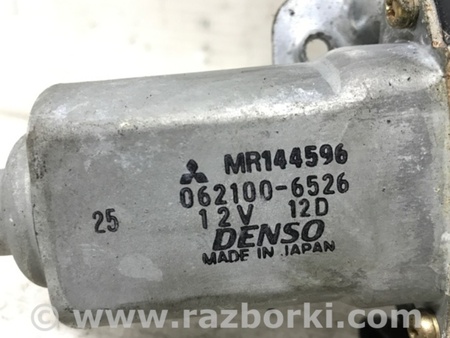 MR144596
062100-6526
25
12V 12D
DENSO
MADE IN JAPAN
www.razborki.com